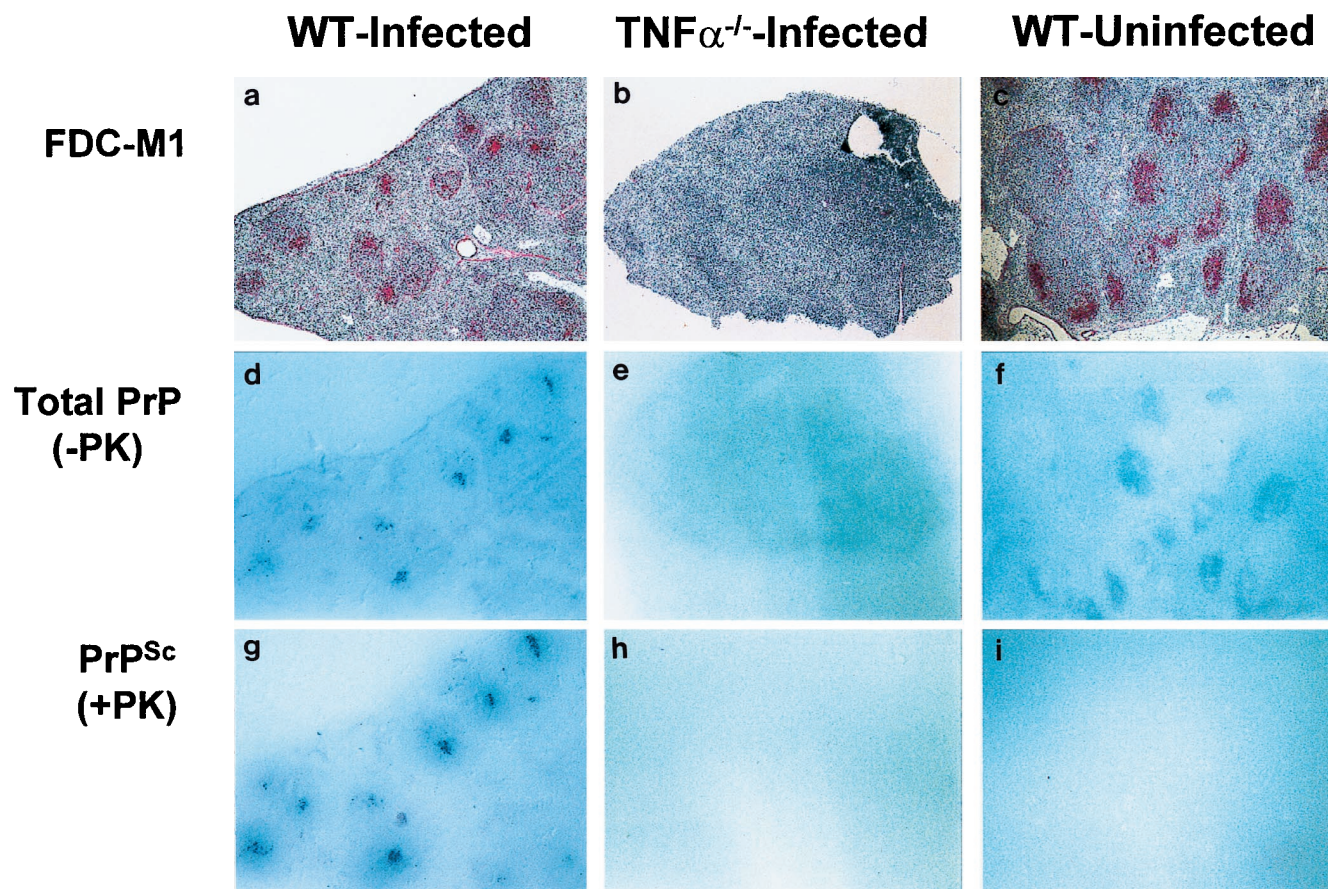 WT-Infected TNFα-/--Infected WT-Uninfected
FDC-M1
a b c
Total PrP
(-PK)
d e f
PrPSc
(+PK)
g h i